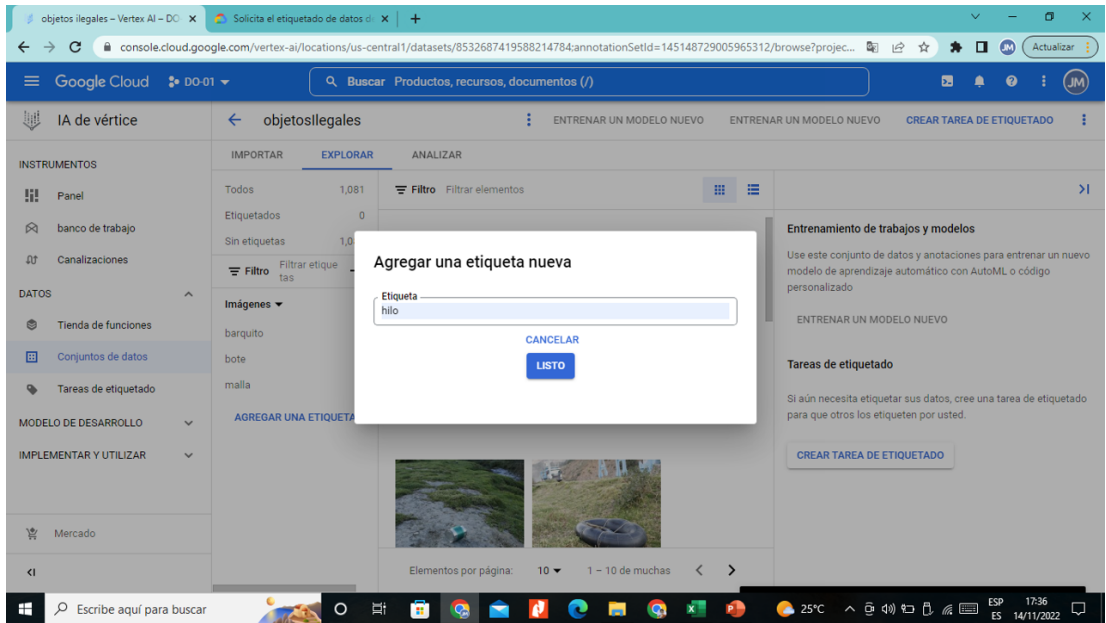 objetos ilegales – Vertex AI – DO
Solicita el etiquetado de datos de
console.cloud.google.com/vertex-ai/locations/us-central1/datasets/8532687419588214784;annotationSetId=145148729005965312/browse?projec...
JM
Actualizar
Google Cloud
DO-01
Buscar Productos, recursos, documentos (/)
JM
IA de vértice
objetosIlegales
ENTRENAR UN MODELO NUEVO
ENTRENAR UN MODELO NUEVO
CREAR TAREA DE ETIQUETADO
INSTRUMENTOS
Panel
banco de trabajo
Canalizaciones
DATOS
Tienda de funciones
Conjuntos de datos
Tareas de etiquetado
MODELO DE DESARROLLO
IMPLEMENTAR Y UTILIZAR
Mercado
IMPORTAR
EXPLORAR
ANALIZAR
Todos 1,081
Etiquetados 0
Sin etiquetas 1,0
Filtro Filtrar etique
tas
Imágenes
barquito
bote
malla
AGREGAR UNA ETIQUETA
Filtro Filtrar elementos
Agregar una etiqueta nueva
Etiqueta
hilo
CANCELAR
LISTO
Elementos por página: 10 1 – 10 de muchas
Entrenamiento de trabajos y modelos
Use este conjunto de datos y anotaciones para entrenar un nuevo
modelo de aprendizaje automático con AutoML o código
personalizado
ENTRENAR UN MODELO NUEVO
Tareas de etiquetado
Si aún necesita etiquetar sus datos, cree una tarea de etiquetado
para que otros los etiqueten por usted.
CREAR TAREA DE ETIQUETADO
Escribe aquí para buscar
25°C
ESP
ES
17:36
14/11/2022